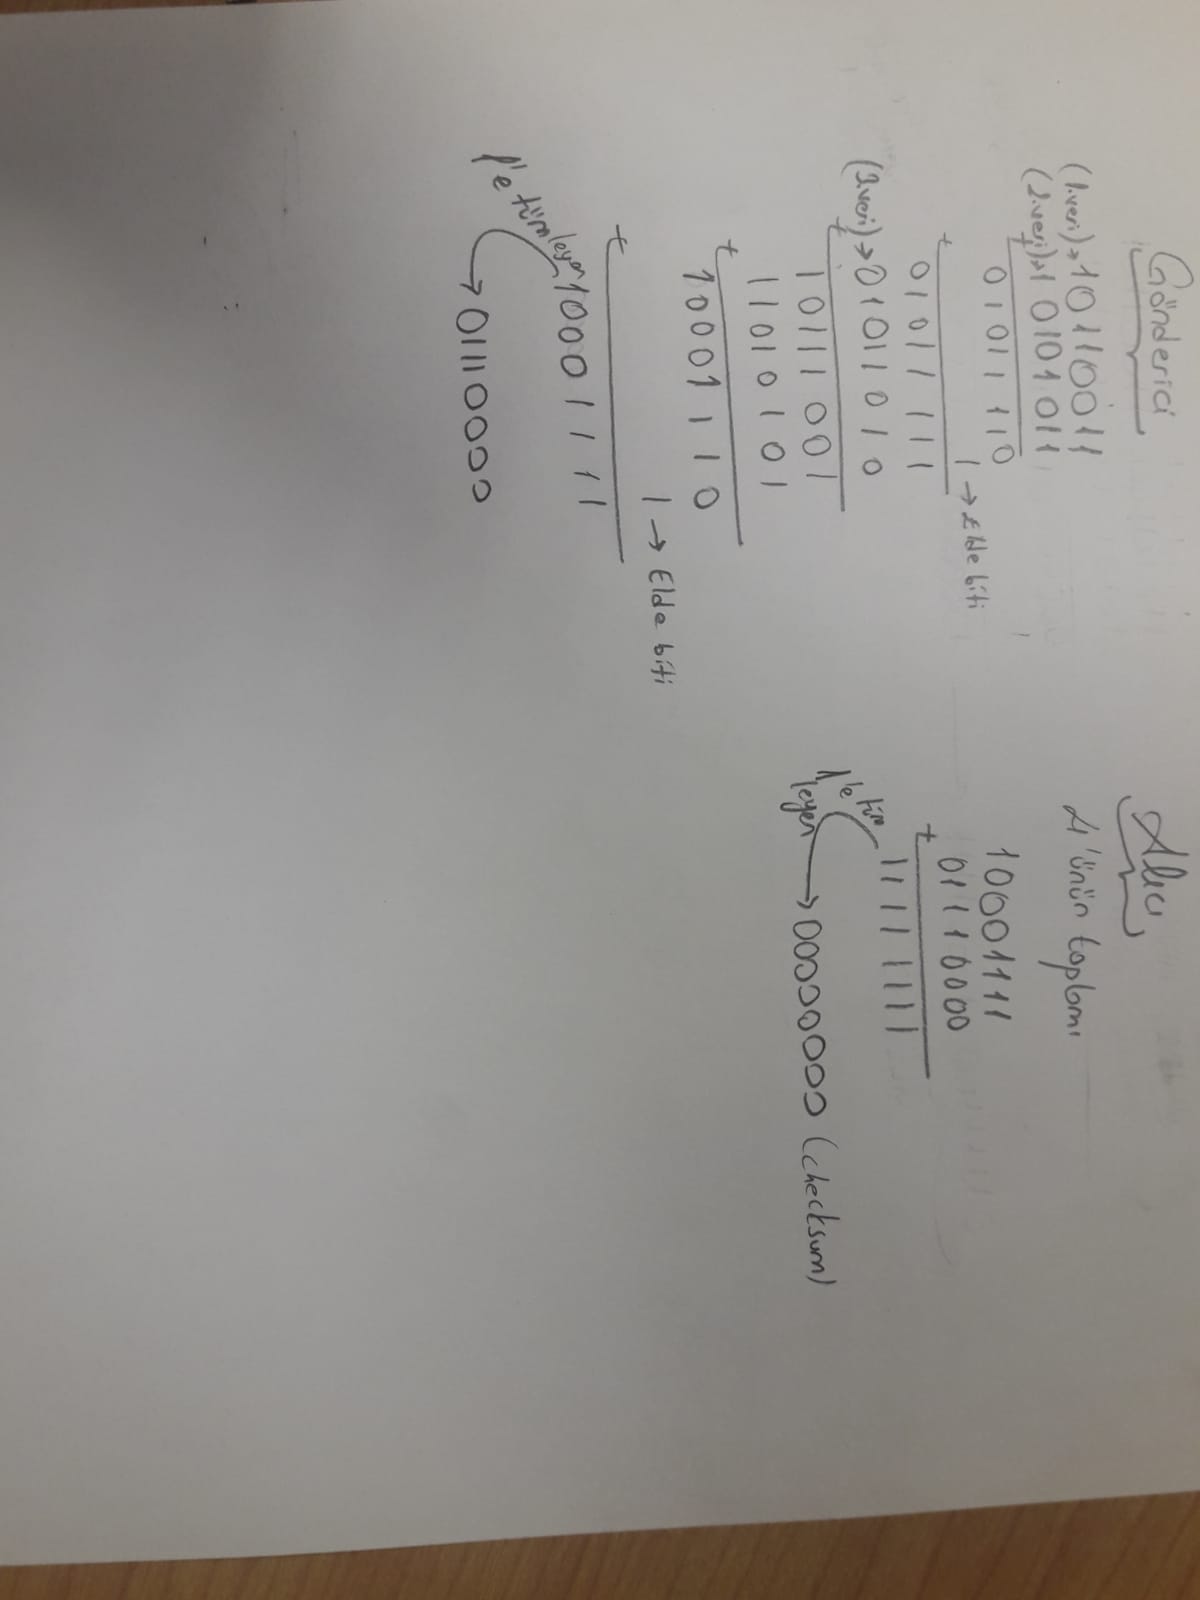 Gönderici
(1.veri)→10110011
(2.veri)→10101011
+
01011110
1 → Elde biti
+
01011111
(3.veri)→01011010
+
10111001
11010101
+
10001110
1 → Elde biti
+
10001111
1'e tümleyen
→01110000
Alıcı
4'ünün toplamı
10001111
01110000
+
11111111
1'e tümleyen
→00000000 (checksum)